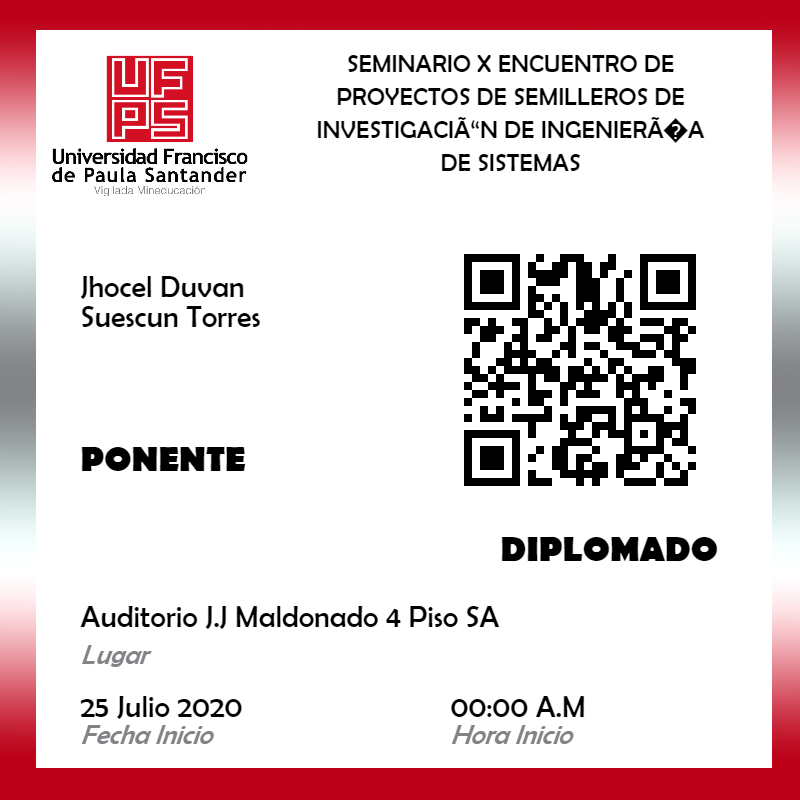 UF
PS
Universidad Francisco
de Paula Santander
Vigilada Mineducación
SEMINARIO X ENCUENTRO DE
PROYECTOS DE SEMILLEROS DE
INVESTIGACIÃ“N DE INGENIERÃ�A
DE SISTEMAS
Jhocel Duvan
Suescun Torres
PONENTE
DIPLOMADO
Auditorio J.J Maldonado 4 Piso SA
Lugar
25 Julio 2020
Fecha Inicio
00:00 A.M
Hora Inicio